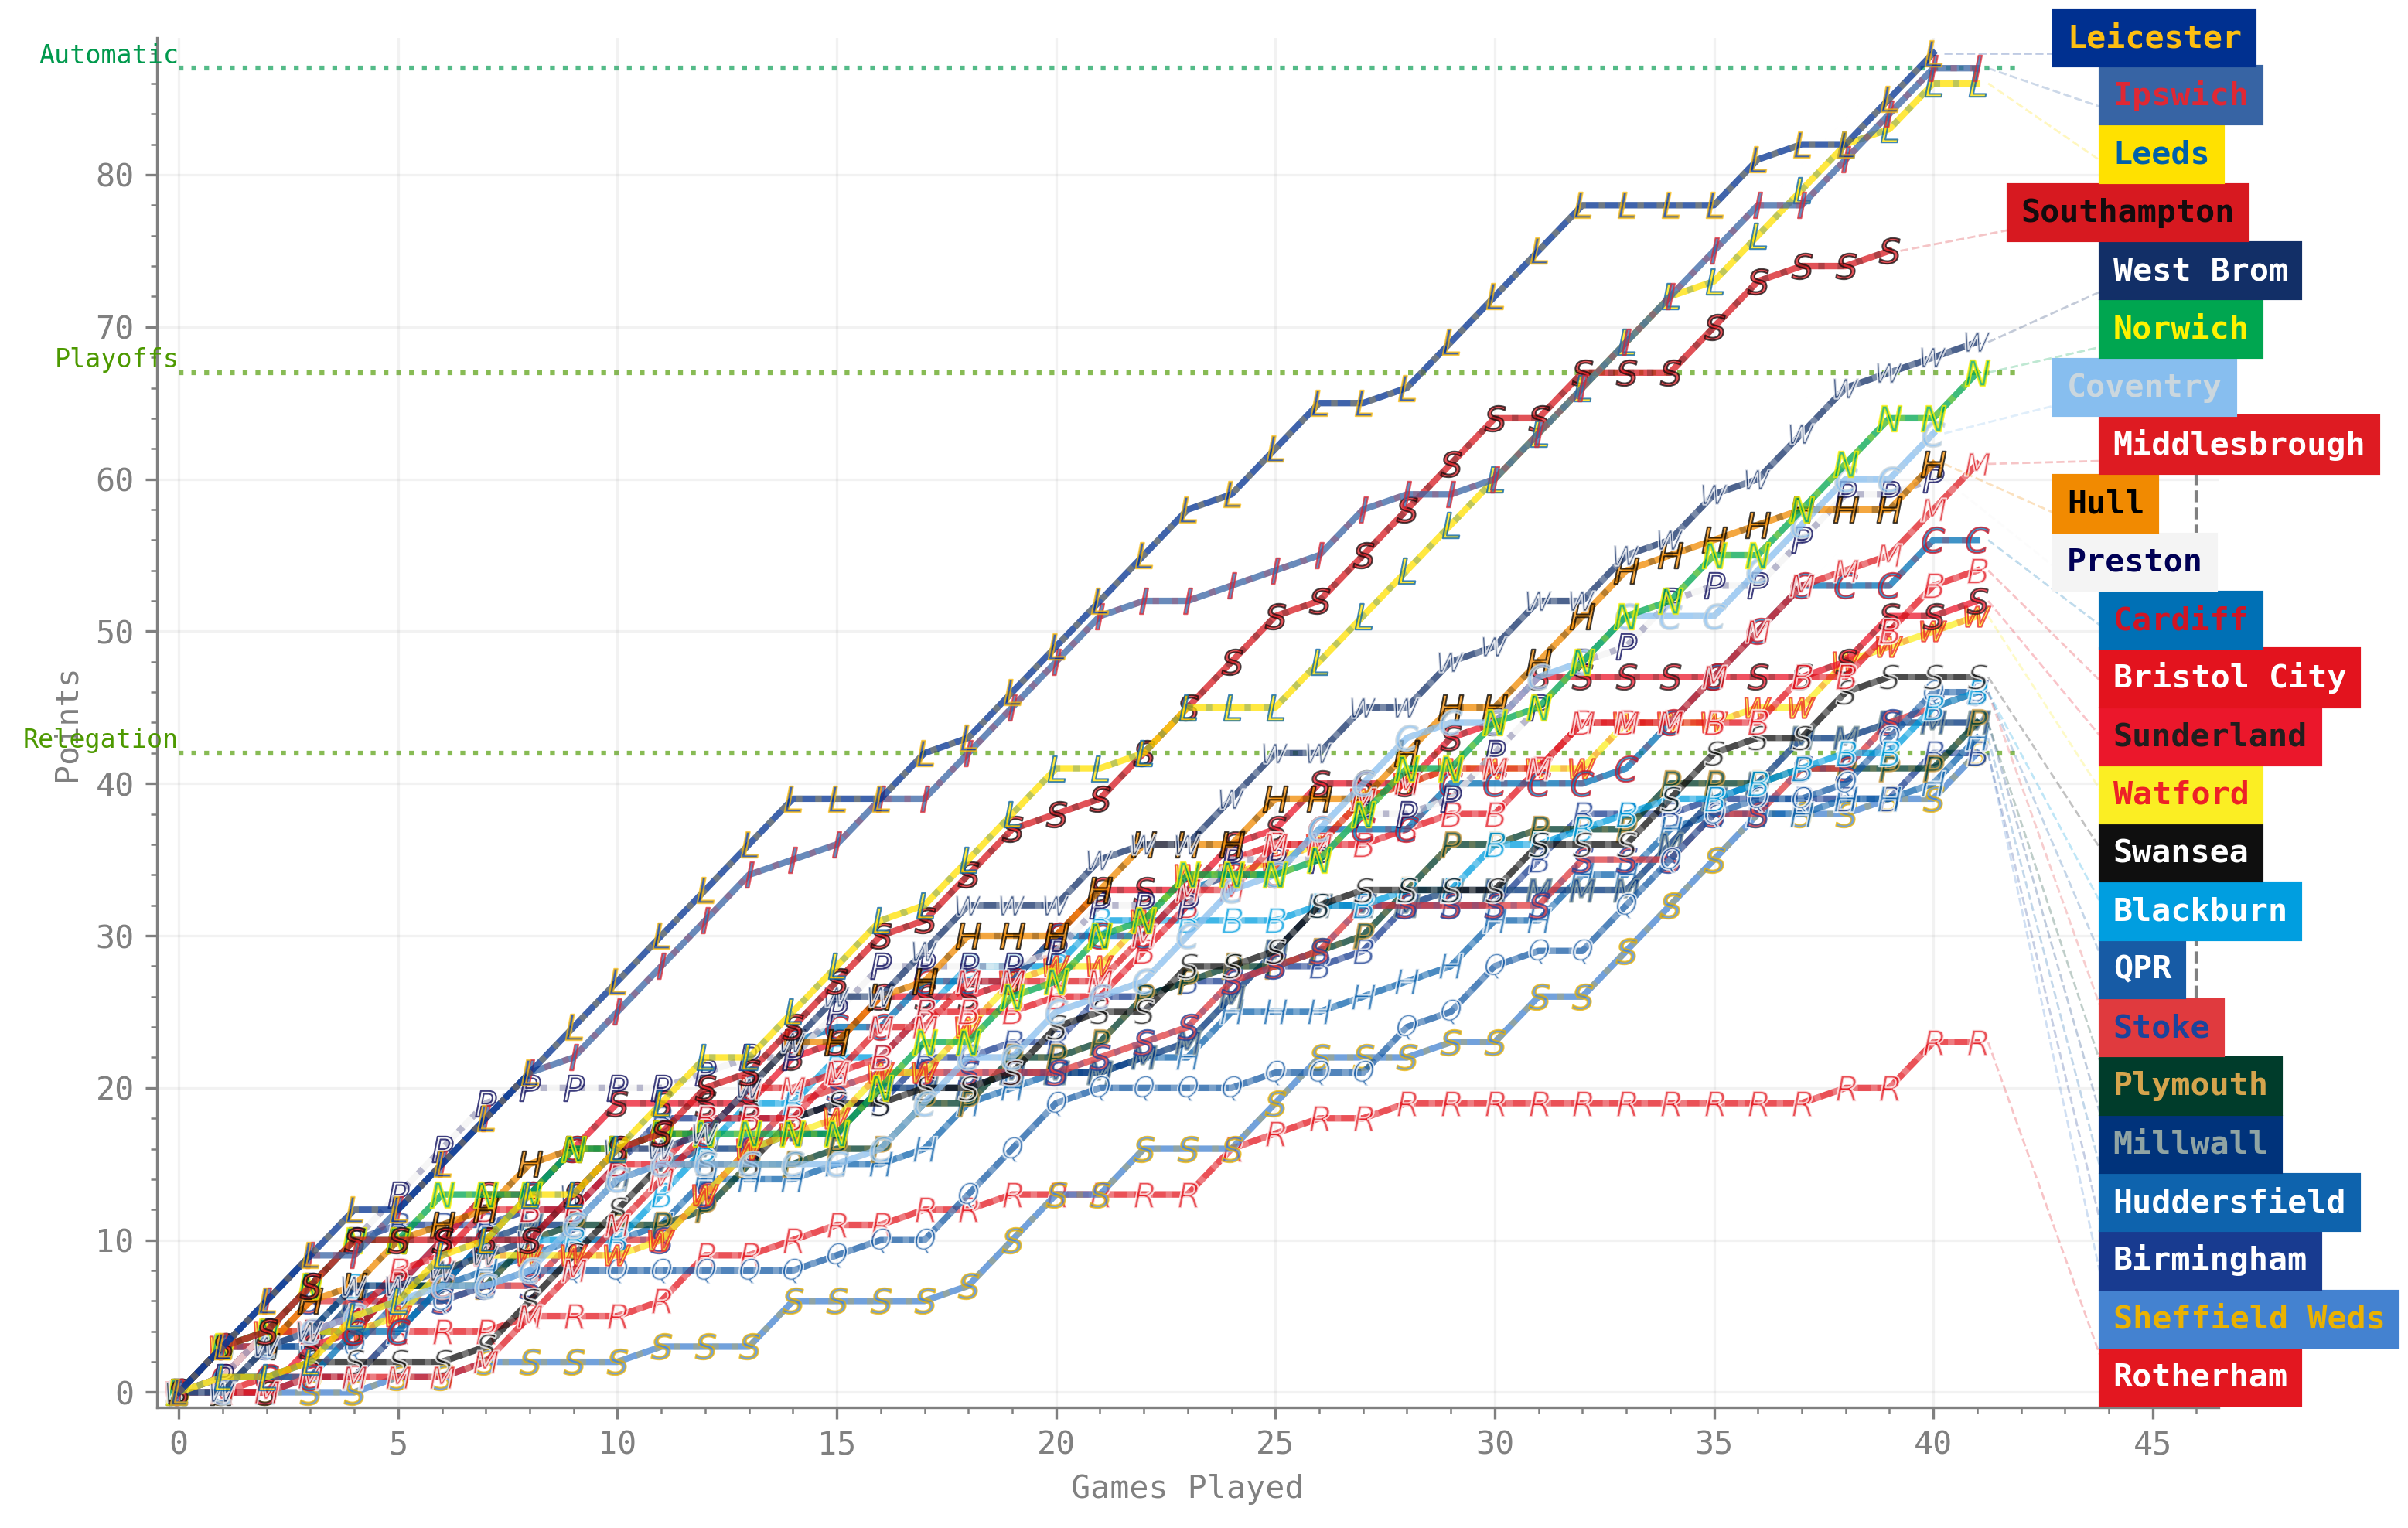 Automatic
Playoffs
Relegation
Points
80
70
60
50
40
30
20
10
0
0 5 10 15 20 25 30 35 40 45
Games Played
Leicester
Ipswich
Leeds
Southampton
West Brom
Norwich
Coventry
Middlesbrough
Hull
Preston
Cardiff
Bristol City
Sunderland
Watford
Swansea
Blackburn
QPR
Stoke
Plymouth
Millwall
Huddersfield
Birmingham
Sheffield Weds
Rotherham